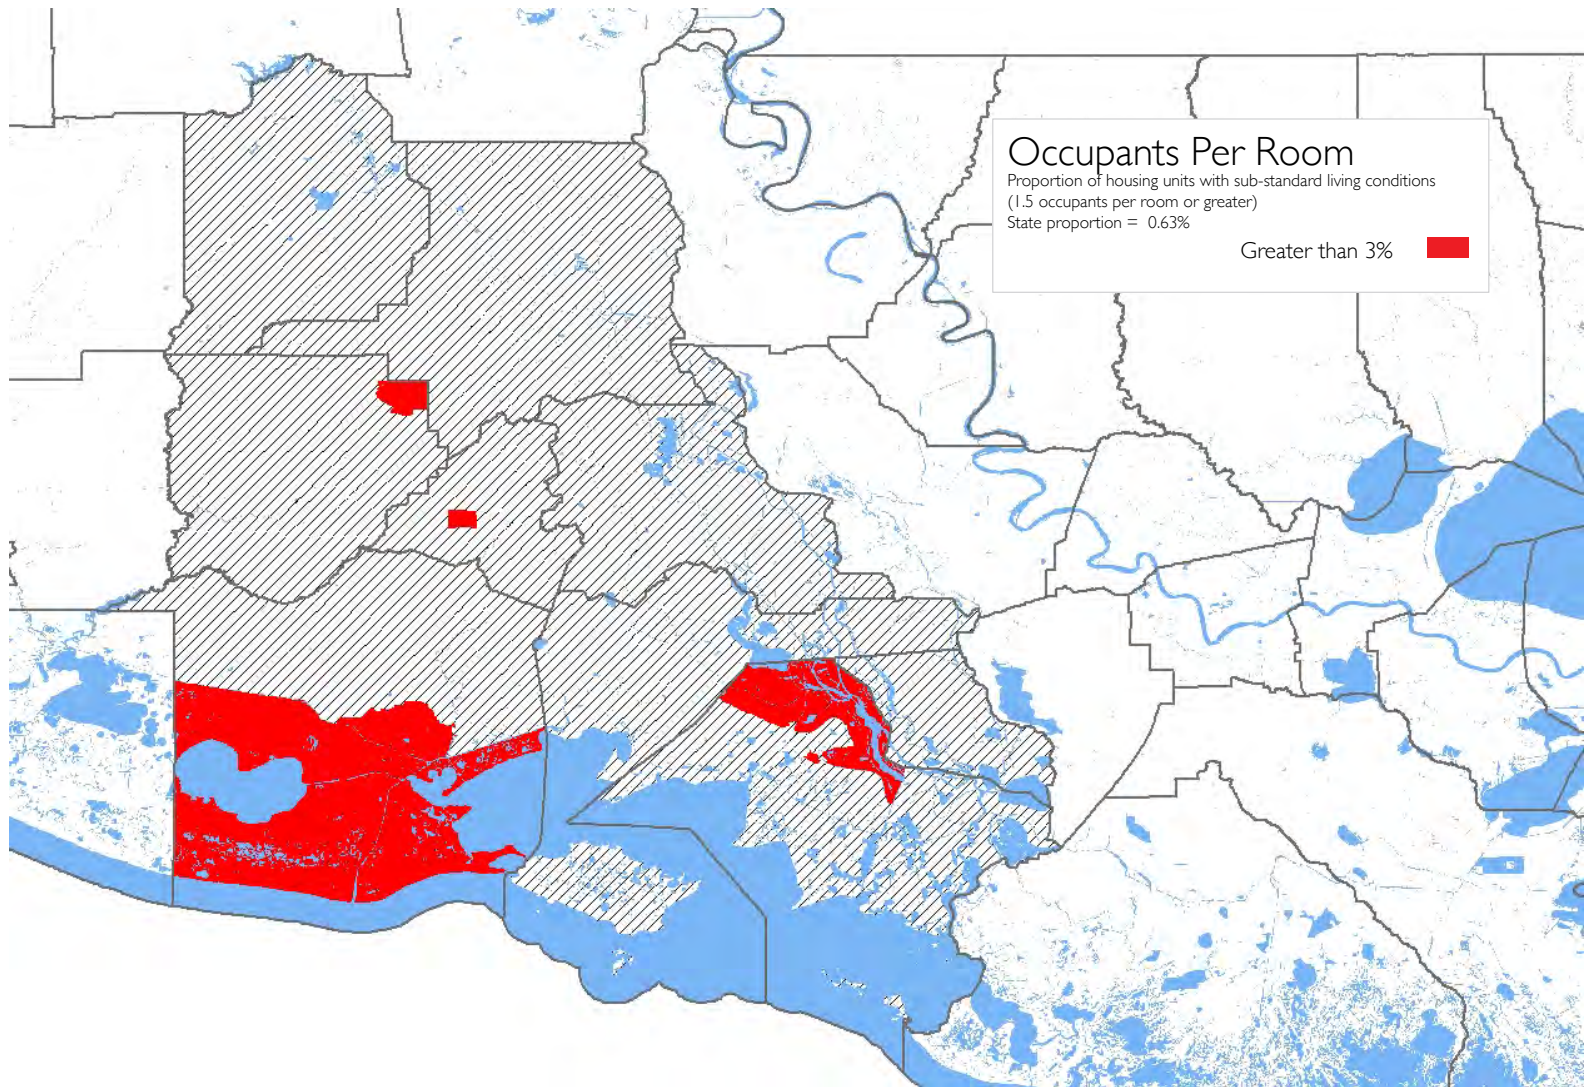 Occupants Per Room
Proportion of housing units with sub-standard living conditions
(1.5 occupants per room or greater)
State proportion = 0.63%
Greater than 3%